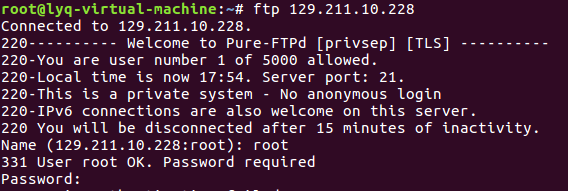 root@lyq-virtual-machine:~# ftp 129.211.10.228
Connected to 129.211.10.228.
220---------- Welcome to Pure-FTPd [privsep] [TLS] ----------
220-You are user number 1 of 5000 allowed.
220-Local time is now 17:54. Server port: 21.
220-This is a private system - No anonymous login
220-IPv6 connections are also welcome on this server.
220 You will be disconnected after 15 minutes of inactivity.
Name (129.211.10.228:root): root
331 User root OK. Password required
Password: